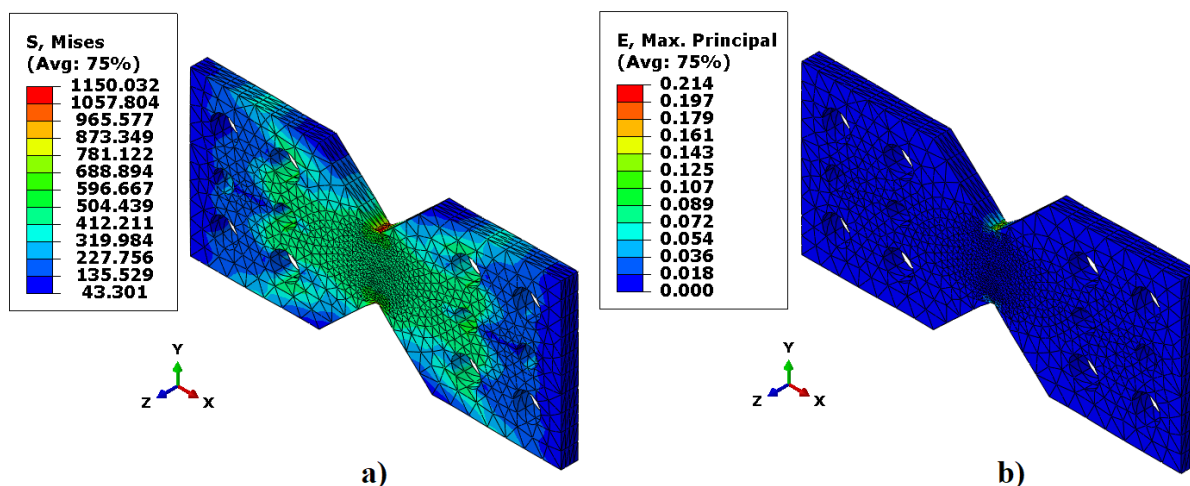 S, Mises
(Avg: 75%)
1150.032
1057.804
965.577
873.349
781.122
688.894
596.667
504.439
412.211
319.984
227.756
135.529
43.301
Y
Z
X
a)
E, Max. Principal
(Avg: 75%)
0.214
0.197
0.179
0.161
0.143
0.125
0.107
0.089
0.072
0.054
0.036
0.018
0.000
Y
Z
X
b)